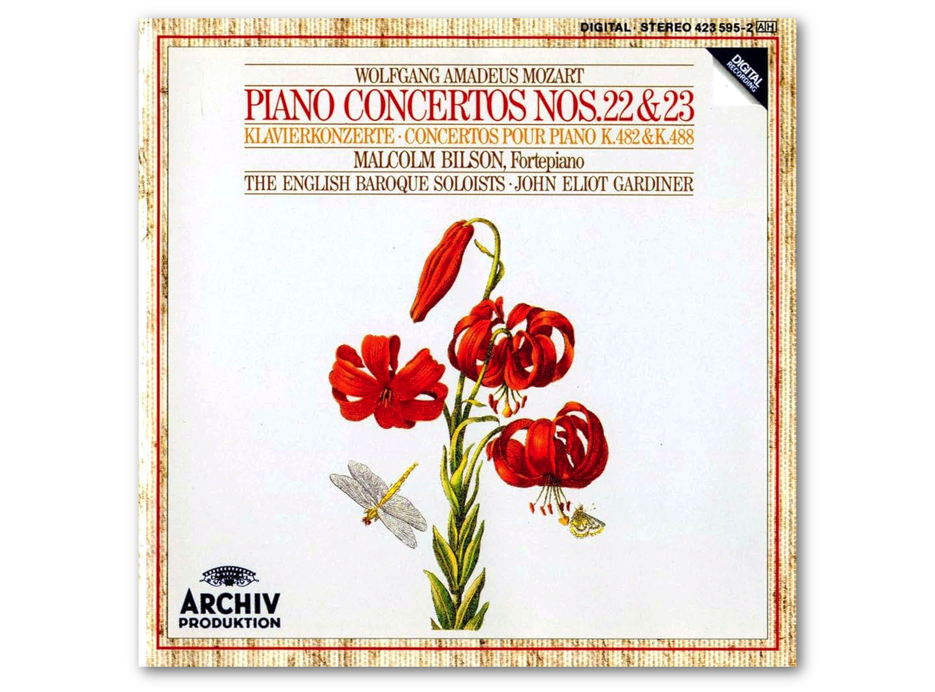 DIGITAL · STEREO 423 595-2 AH
DIGITAL
RECORDING
WOLFGANG AMADEUS MOZART
PIANO CONCERTOS NOS.22&23
KLAVIERKONZERTE · CONCERTOS POUR PIANO K.482&K.488
MALCOLM BILSON, Fortepiano
THE ENGLISH BAROQUE SOLOISTS · JOHN ELIOT GARDINER
ARCHIV
PRODUKTION